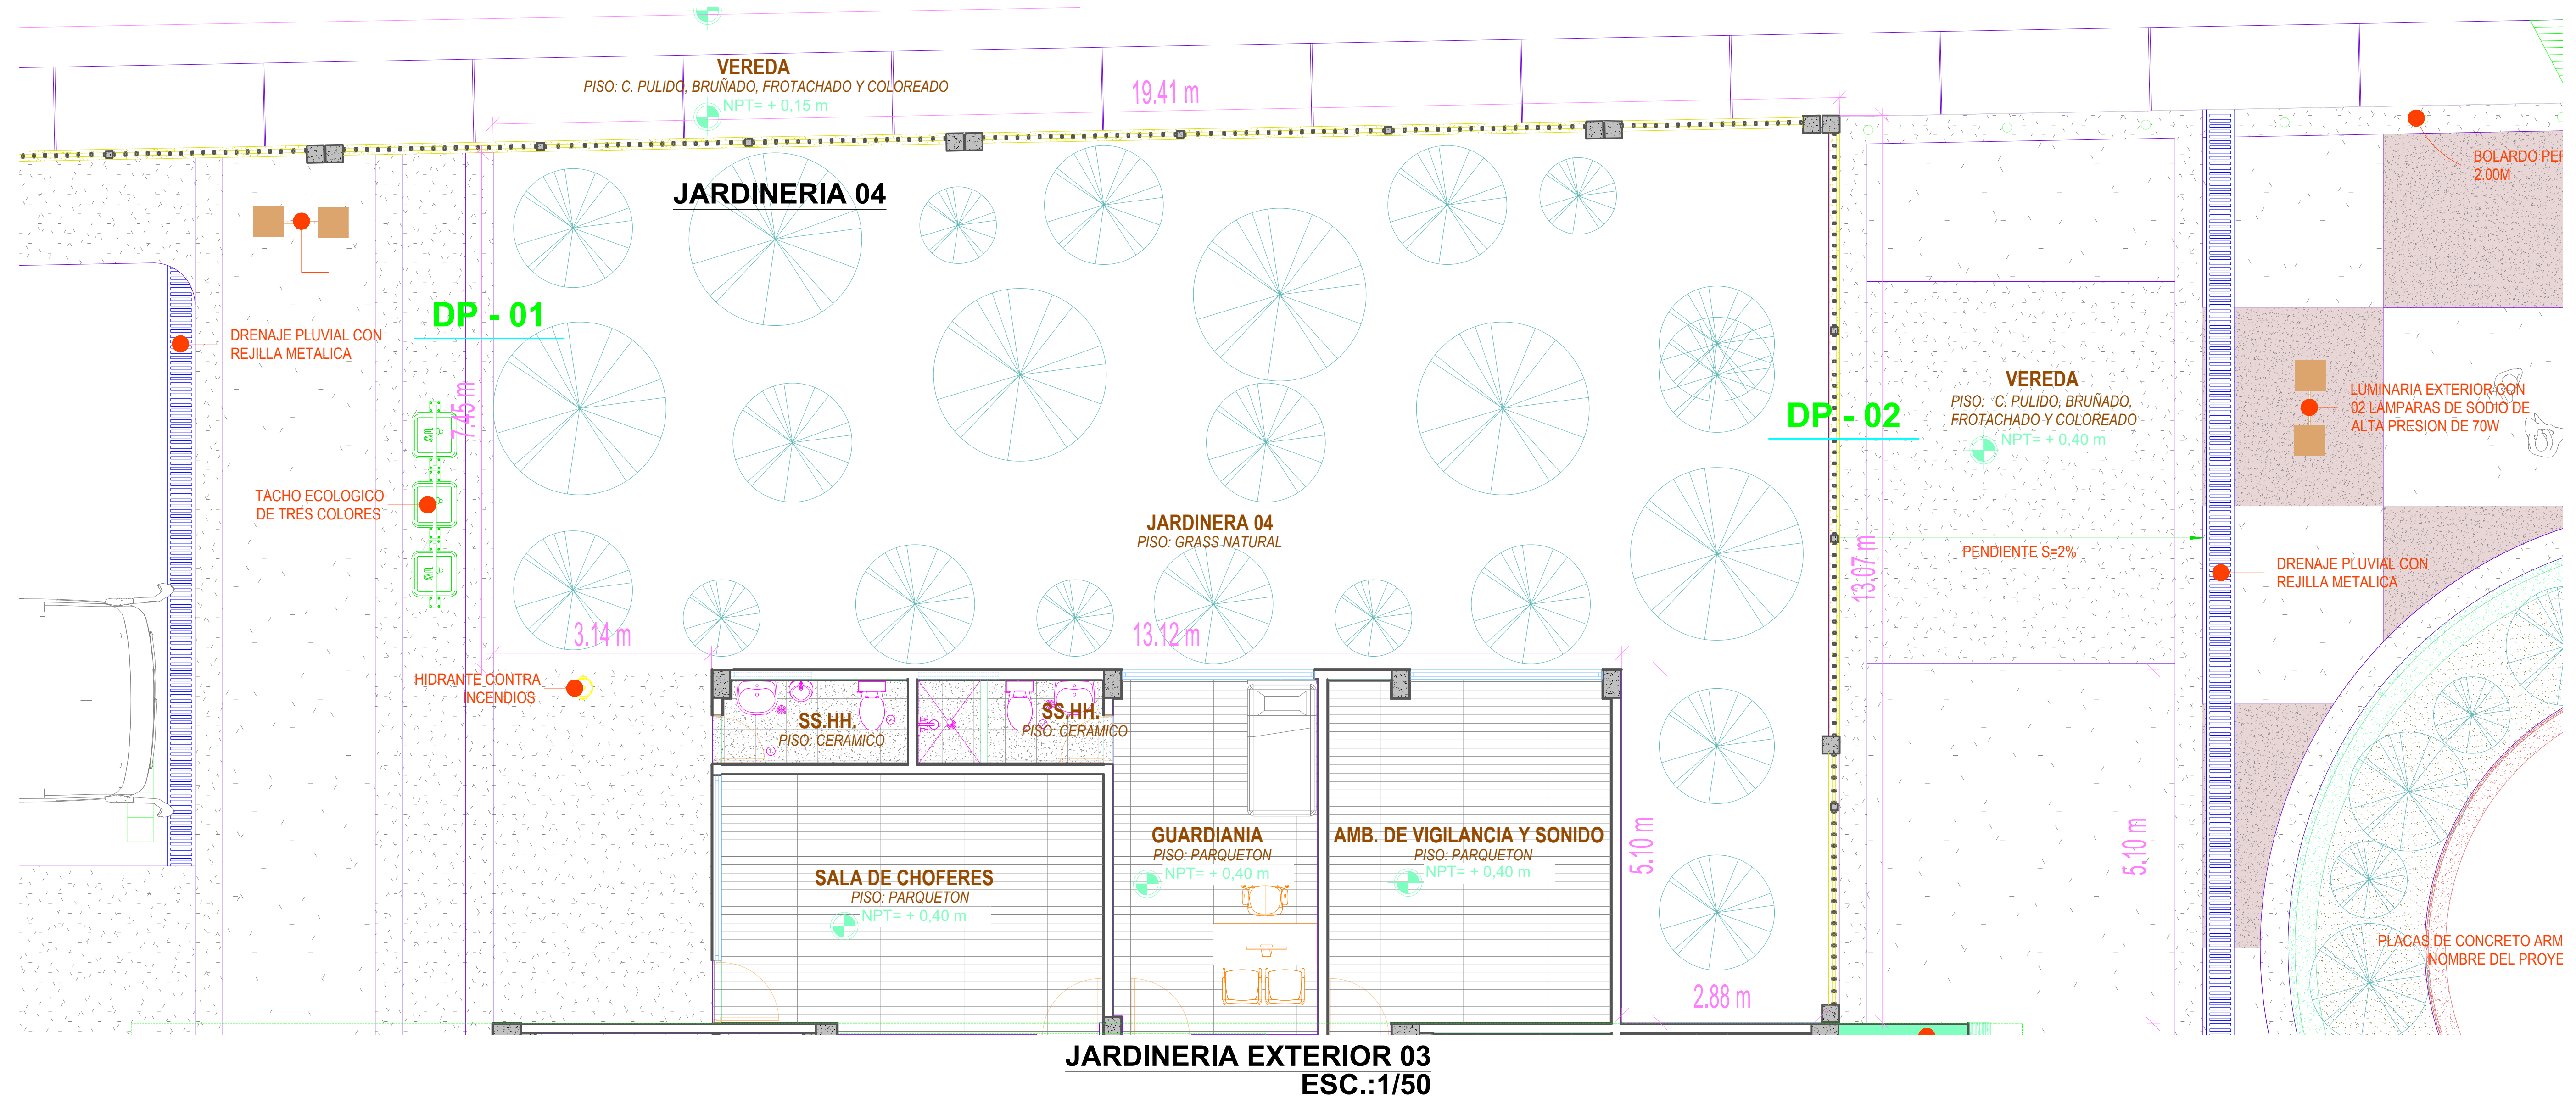 VEREDA
PISO: C. PULIDO, BRUÑADO, FROTACHADO Y COLOREADO
NPT= + 0,15 m
19.41 m
JARDINERIA 04
BOLARDO PER
2.00M
DP - 01
DRENAJE PLUVIAL CON
REJILLA METALICA
7.45 m
TACHO ECOLOGICO
DE TRES COLORES
DP - 02
VEREDA
PISO: C. PULIDO, BRUÑADO,
FROTACHADO Y COLOREADO
NPT= + 0,40 m
LUMINARIA EXTERIOR CON
02 LAMPARAS DE SODIO DE
ALTA PRESION DE 70W
JARDINERA 04
PISO: GRASS NATURAL
PENDIENTE S=2%
13.07 m
DRENAJE PLUVIAL CON
REJILLA METALICA
3.14 m
13.12 m
HIDRANTE CONTRA
INCENDIOS
SS.HH.
PISO: CERAMICO
SS.HH.
PISO: CERAMICO
GUARDIANIA
PISO: PARQUETON
NPT= + 0,40 m
AMB. DE VIGILANCIA Y SONIDO
PISO: PARQUETON
NPT= + 0,40 m
5.10 m
5.10 m
SALA DE CHOFERES
PISO: PARQUETON
NPT= + 0,40 m
PLACAS DE CONCRETO ARM
NOMBRE DEL PROYE
2.88 m
JARDINERIA EXTERIOR 03
ESC.:1/50